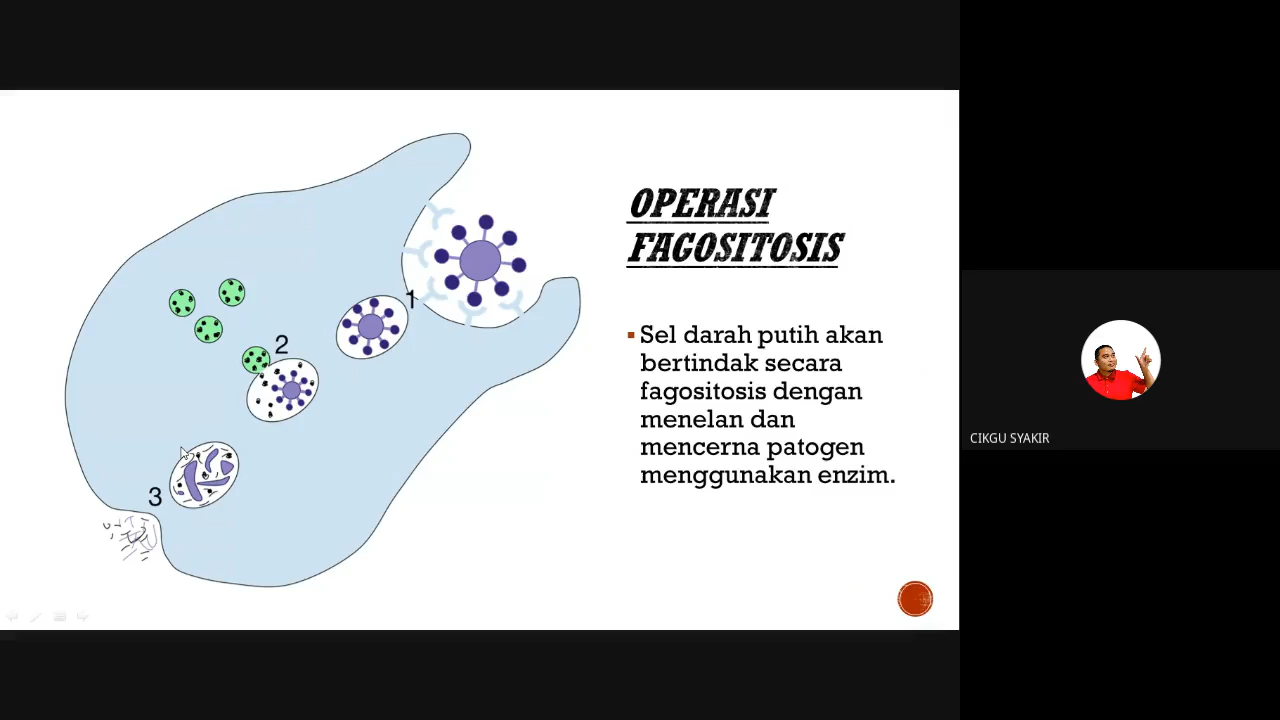 OPERASI
FAGOSITOSIS
Sel darah putih akan
bertindak secara
fagositosis dengan
menelan dan
mencerna patogen
menggunakan enzim.
1
2
3
CIKGU SYAKIR